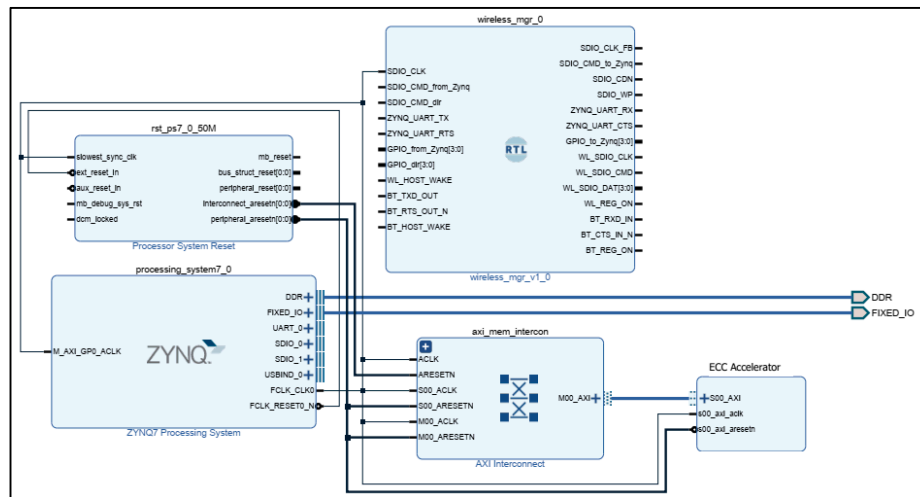 wireless_mgr_0
SDIO_CLK
SDIO_CMD_from_Zynq
SDIO_CMD_dir
ZYNQ_UART_TX
ZYNQ_UART_RTS
GPIO_from_Zynq[3:0]
GPIO_dir[3:0]
WL_HOST_WAKE
BT_TXD_OUT
BT_RTS_OUT_N
BT_HOST_WAKE
RTL
SDIO_CLK_FB
SDIO_CMD_to_Zynq
SDIO_CDN
SDIO_WP
ZYNQ_UART_RX
ZYNQ_UART_CTS
GPIO_to_Zynq[3:0]
WL_SDIO_CLK
WL_SDIO_CMD
WL_SDIO_DAT[3:0]
WL_REG_ON
BT_RXD_IN
BT_CTS_IN_N
BT_REG_ON
wireless_mgr_v1_0
rst_ps7_0_50M
slowest_sync_clk
ext_reset_in
aux_reset_in
mb_debug_sys_rst
dcm_locked
mb_reset
bus_struct_reset[0:0]
peripheral_reset[0:0]
interconnect_aresetn[0:0]
peripheral_aresetn[0:0]
Processor System Reset
processing_system7_0
M_AXI_GP0_ACLK
ZYNQ
DDR
FIXED_IO
UART_0
SDIO_0
SDIO_1
USBIND_0
FCLK_CLK0
FCLK_RESET0_N
ZYNQ7 Processing System
DDR
FIXED_IO
axi_mem_intercon
ACLK
ARESETN
S00_ACLK
S00_ARESETN
M00_ACLK
M00_ARESETN
M00_AXI
AXI Interconnect
ECC Accelerator
S00_AXI
s00_axi_aclk
s00_axi_aresetn